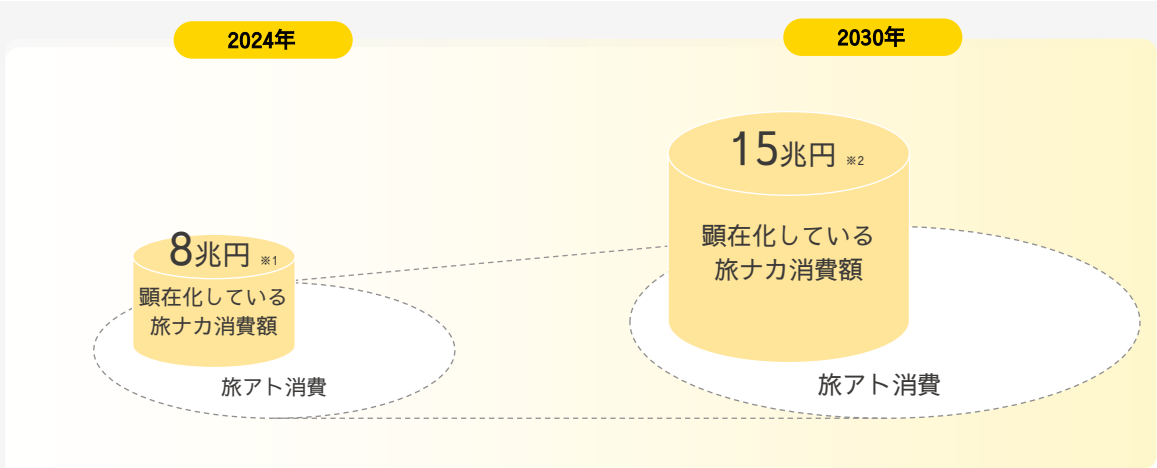 2024年
2030年
8兆円 ※1
顕在化している
旅ナカ消費額
旅アト消費
15兆円 ※2
顕在化している
旅ナカ消費額
旅アト消費